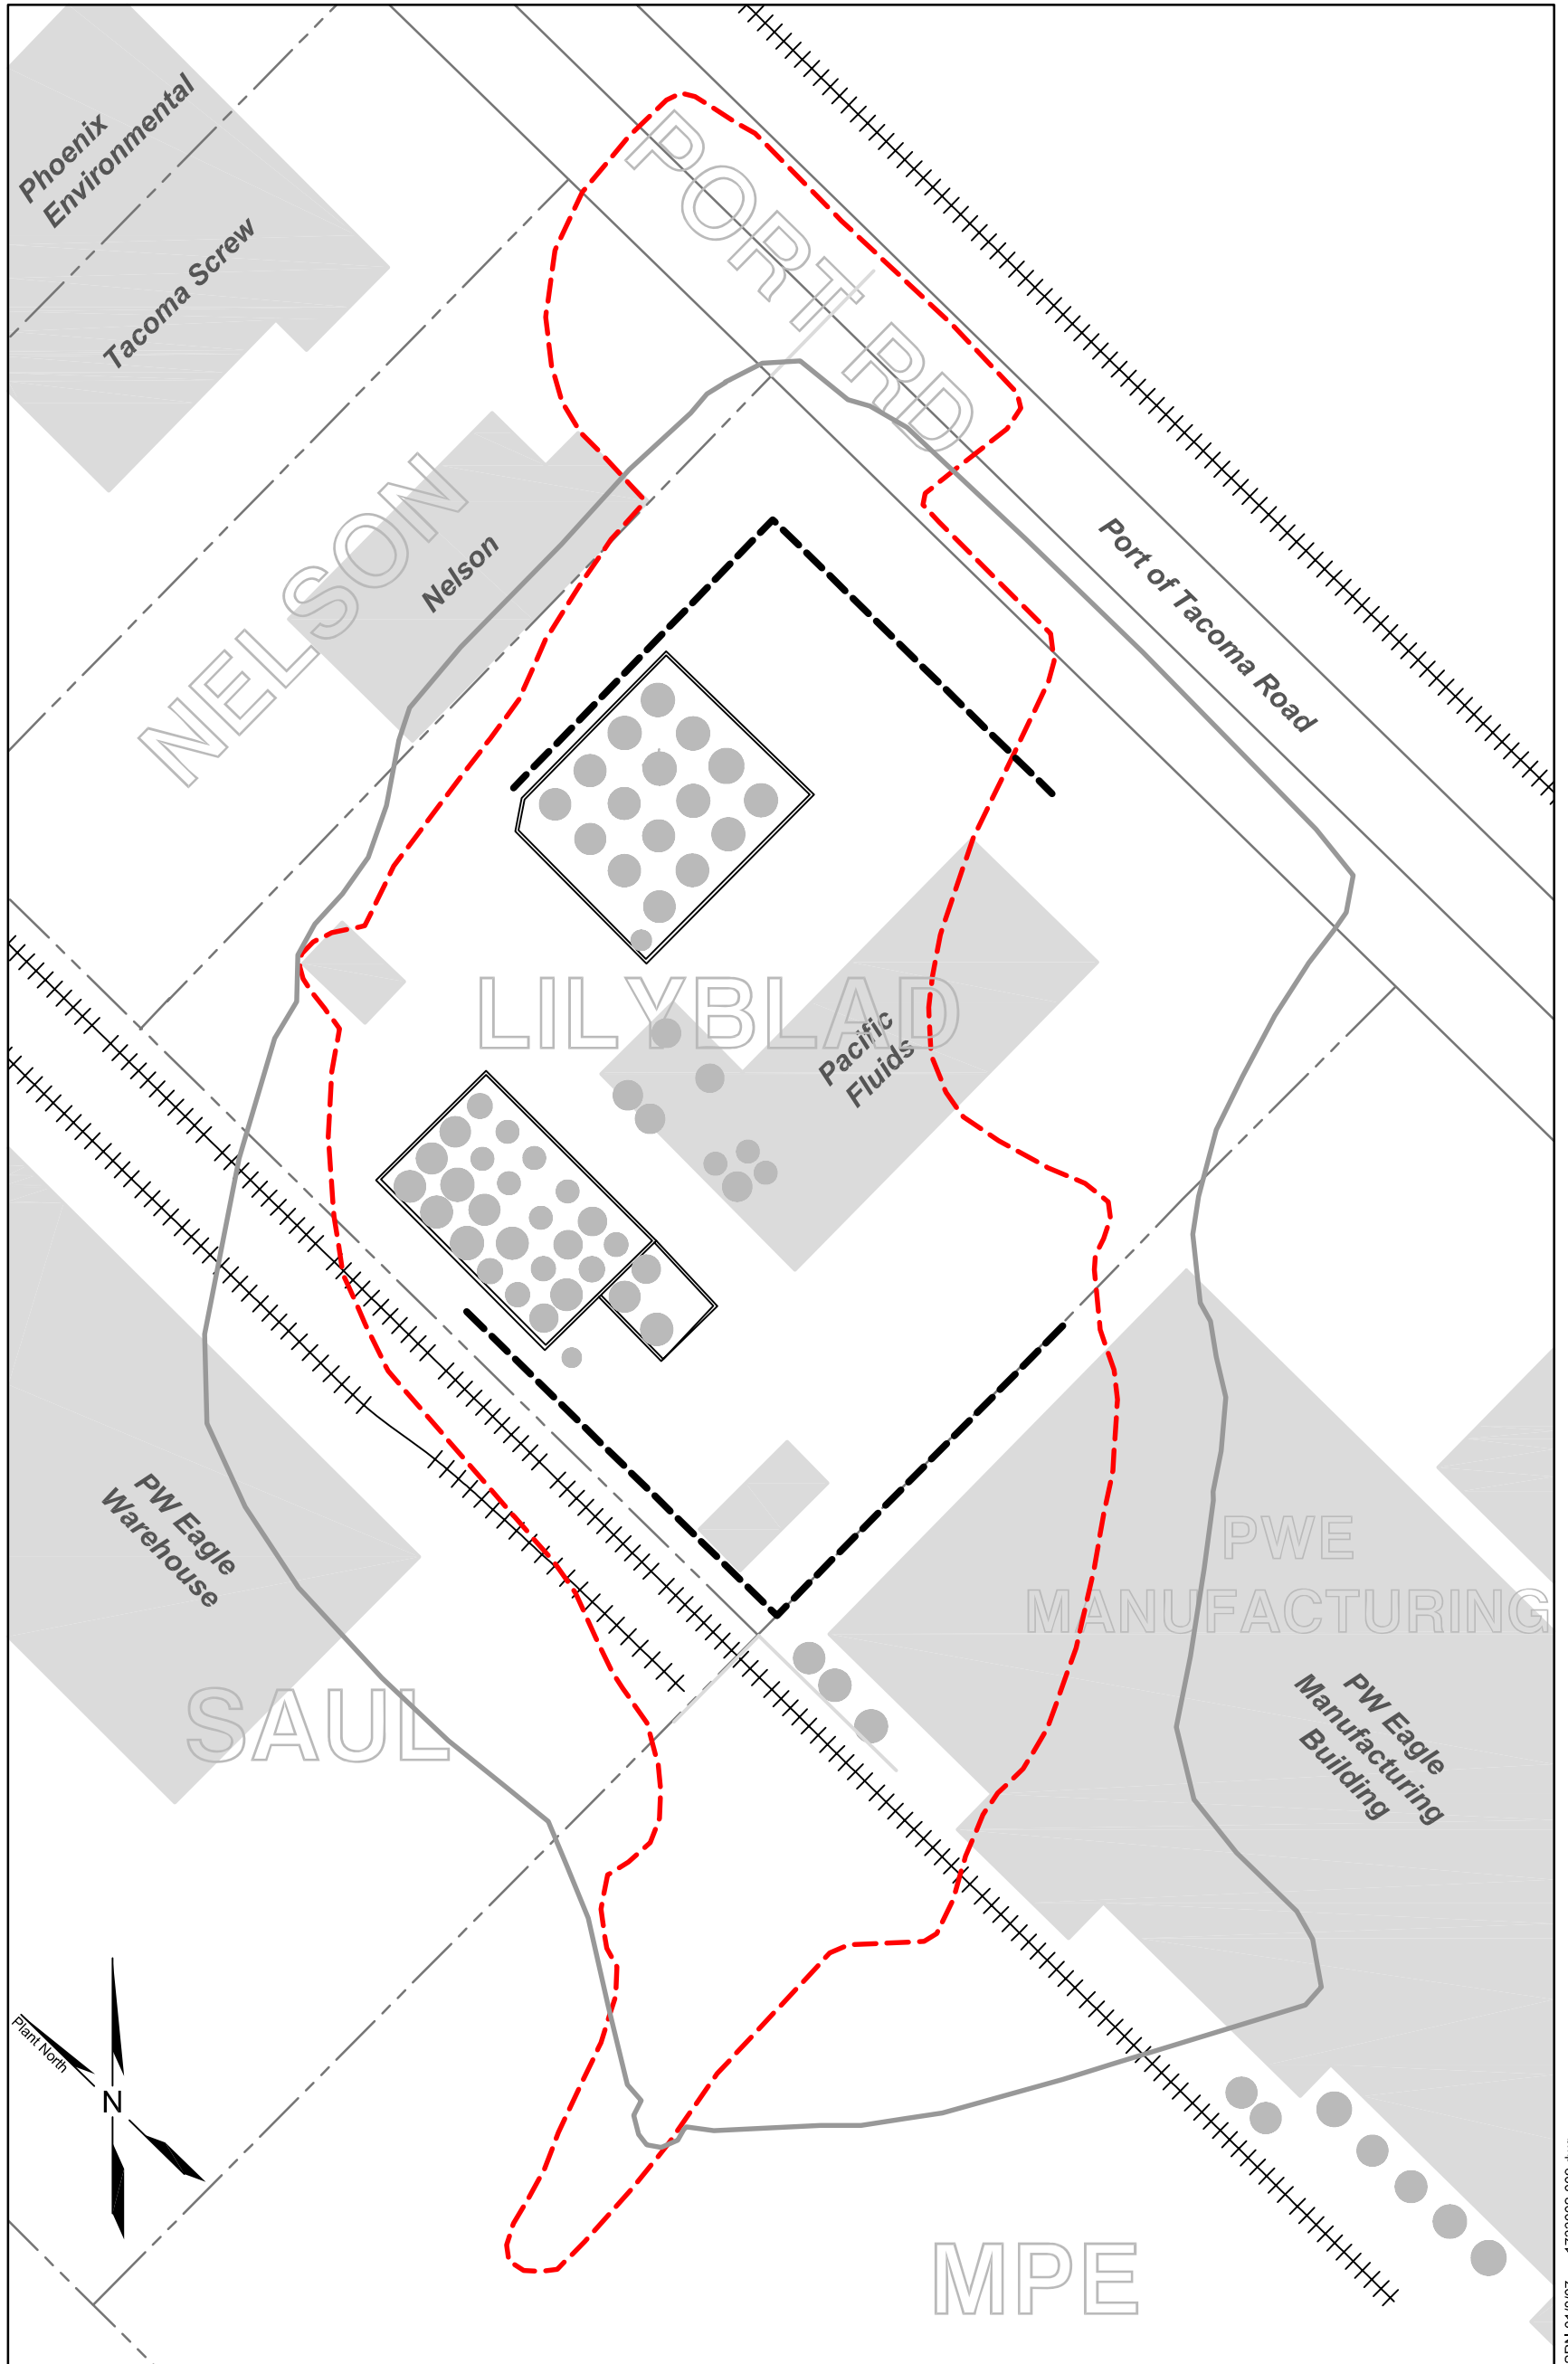 Phoenix
Environmental
Tacoma Screw
PORT RD
NELSON
Nelson
Port of Tacoma Road
LILYBLAD
Pacific
Fluids
PW Eagle
Warehouse
PWE
MANUFACTURING
SAUL
PW Eagle
Manufacturing
Building
Plant North
N
MPE